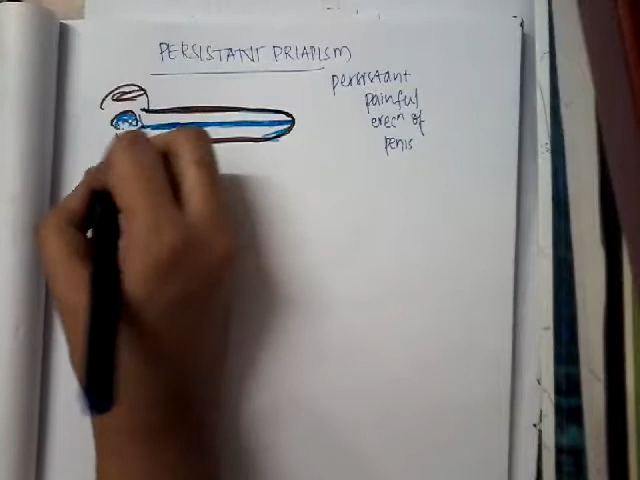 PERSISTANT PRIAPISM
persistant
painful
erecⁿ of
penis